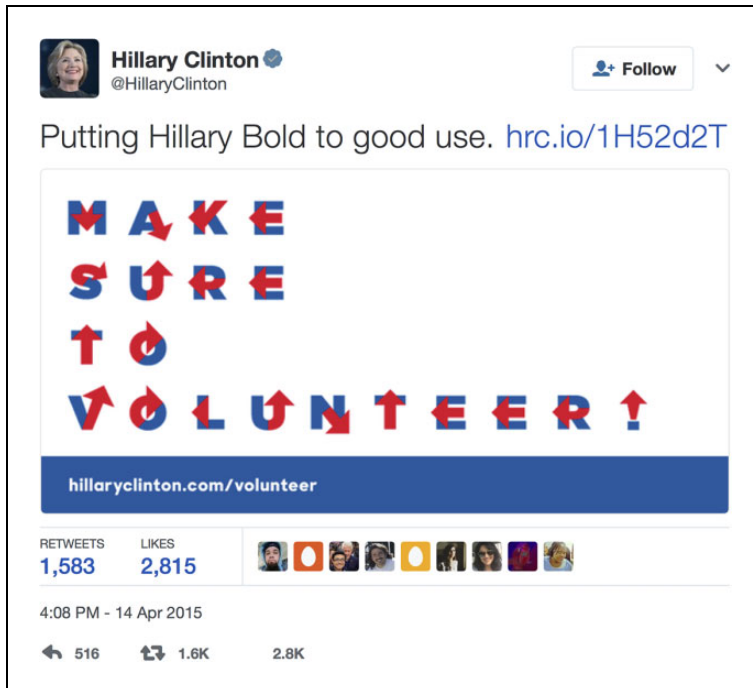 Hillary Clinton
@HillaryClinton
Follow
Putting Hillary Bold to good use. hrc.io/1H52d2T
MAKE
SURE
TO
VOLUNTEER!
hillaryclinton.com/volunteer
RETWEETS LIKES
1,583 2,815
4:08 PM - 14 Apr 2015
516 1.6K 2.8K